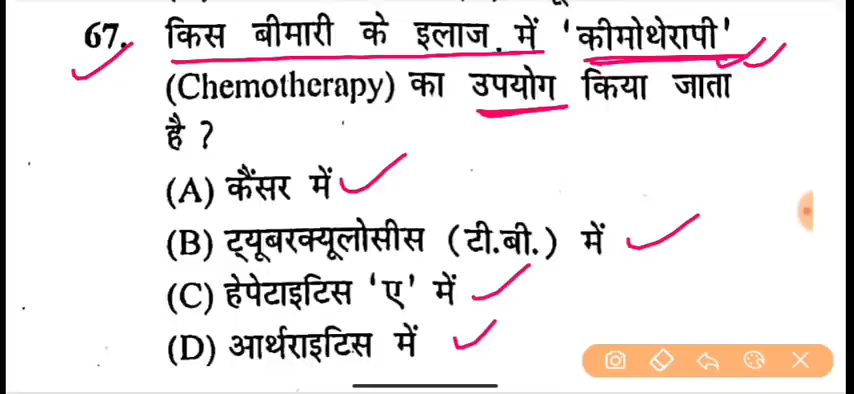 67. किस बीमारी के इलाज में 'कीमोथेरापी'
(Chemotherapy) का उपयोग किया जाता
है ?
(A) कैंसर में
(B) ट्यूबरक्यूलोसीस (टी.बी.) में
(C) हेपेटाइटिस 'ए' में
(D) आर्थराइटिस में